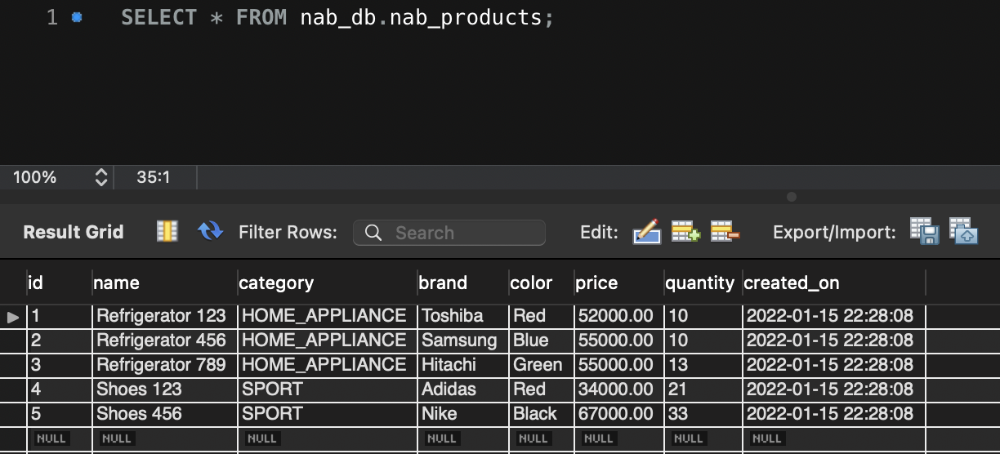 1 SELECT * FROM nab_db.nab_products;
100% 35:1
Result Grid Filter Rows: Search Edit: Export/Import:
id name category brand color price quantity created_on
1 Refrigerator 123 HOME_APPLIANCE Toshiba Red 52000.00 10 2022-01-15 22:28:08
2 Refrigerator 456 HOME_APPLIANCE Samsung Blue 55000.00 10 2022-01-15 22:28:08
3 Refrigerator 789 HOME_APPLIANCE Hitachi Green 55000.00 13 2022-01-15 22:28:08
4 Shoes 123 SPORT Adidas Red 34000.00 21 2022-01-15 22:28:08
5 Shoes 456 SPORT Nike Black 67000.00 33 2022-01-15 22:28:08
NULL NULL NULL NULL NULL NULL NULL NULL